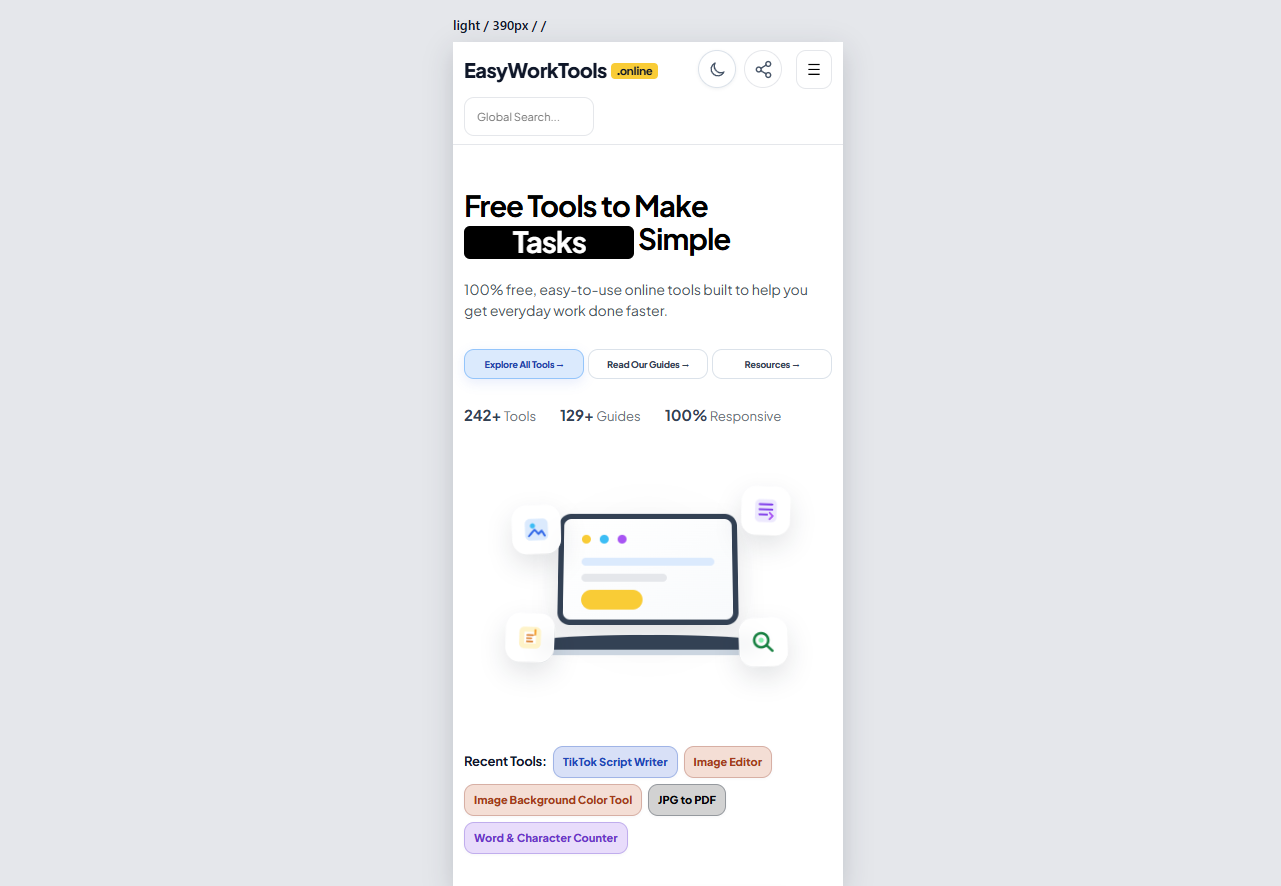 light / 390px / /
EasyWorkTools .online
☰
Global Search...
Free Tools to Make
Tasks Simple
100% free, easy-to-use online tools built to help you
get everyday work done faster.
Explore All Tools → Read Our Guides → Resources →
242+ Tools 129+ Guides 100% Responsive
Recent Tools: TikTok Script Writer Image Editor
Image Background Color Tool JPG to PDF
Word & Character Counter